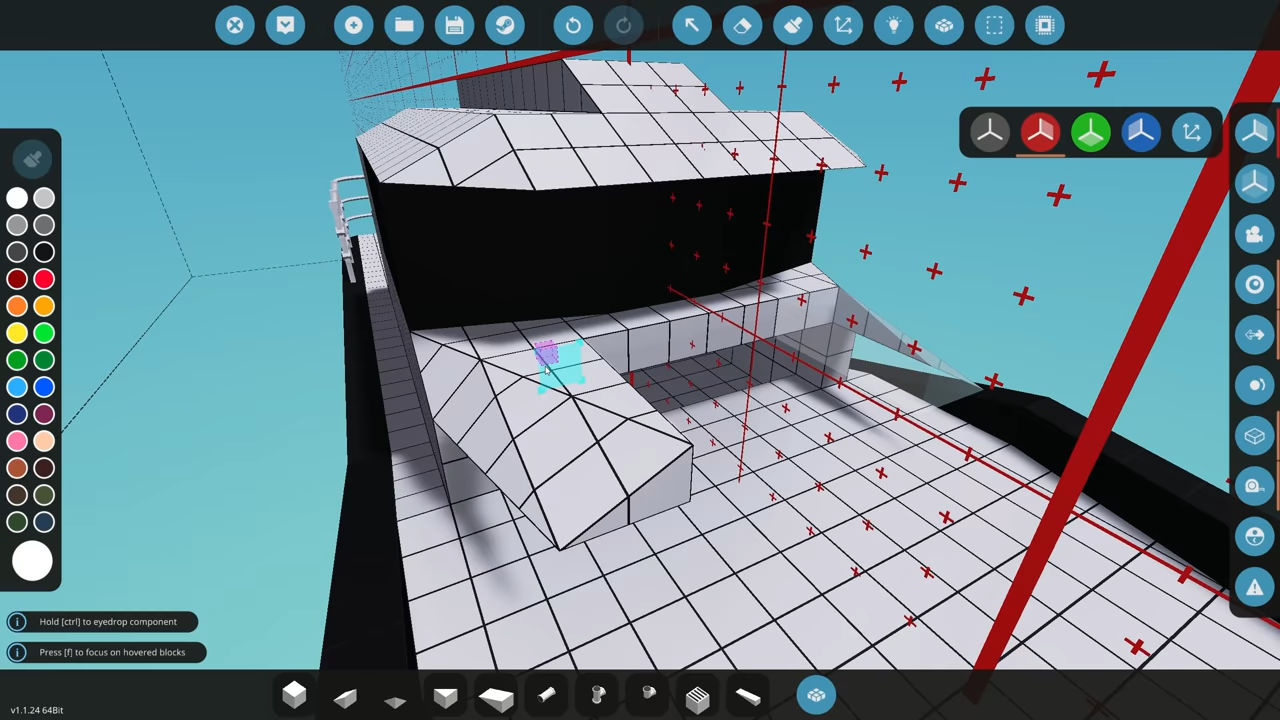 Hold [ctrl] to eyedrop component
Press [f] to focus on hovered blocks
v1.1.24 64Bit